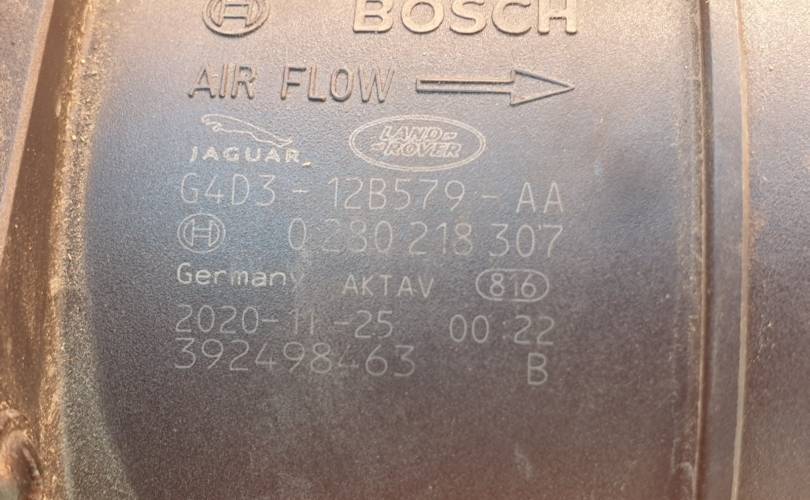 BOSCH
AIR FLOW
JAGUAR LAND ROVER
G4D3 - 12B579 - AA
0 280 218 307
Germany AKTAV 816
2020-11-25 00:22
392498463 B